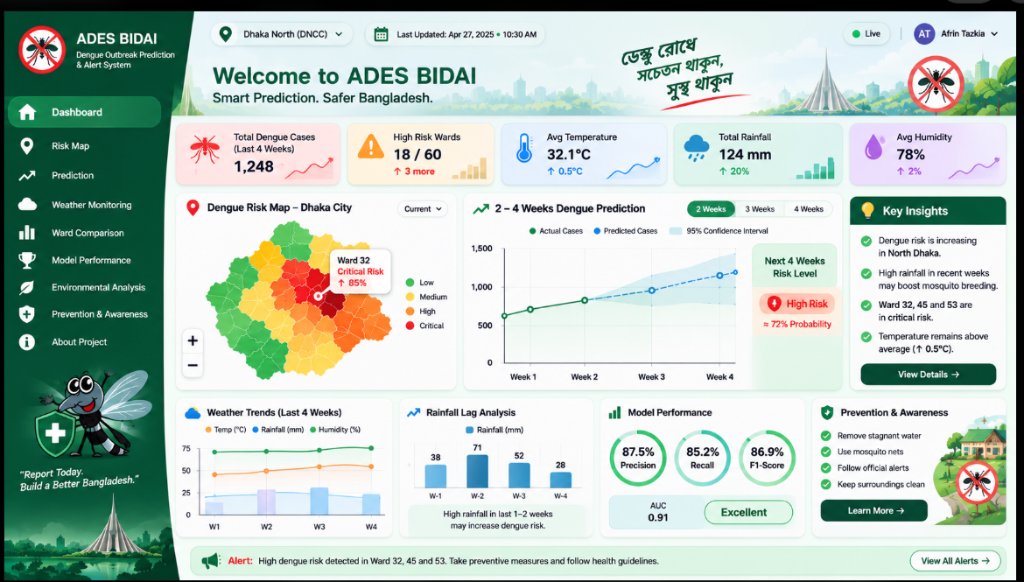 ADES BIDAI
Dengue Outbreak Prediction
& Alert System
Dashboard
Risk Map
Prediction
Weather Monitoring
Ward Comparison
Model Performance
Environmental Analysis
Prevention & Awareness
About Project
"Report Today.
Build a Better Bangladesh."
Dhaka North (DNCC)
Last Updated: Apr 27, 2025 • 10:30 AM
Live
AT
Afrin Tazkia
Welcome to ADES BIDAI
Smart Prediction. Safer Bangladesh.
ডেঙ্গু রোধে
সচেতন থাকুন,
সুস্থ থাকুন
Total Dengue Cases
(Last 4 Weeks)
1,248
High Risk Wards
18 / 60
↑ 3 more
Avg Temperature
32.1°C
↑ 0.5°C
Total Rainfall
124 mm
↑ 20%
Avg Humidity
78%
↑ 2%
Dengue Risk Map – Dhaka City
Current
Ward 32
Critical Risk
↑ 85%
Low
Medium
High
Critical
+
−
2 – 4 Weeks Dengue Prediction
2 Weeks
3 Weeks
4 Weeks
Actual Cases
Predicted Cases
95% Confidence Interval
1,500
1,000
500
0
Week 1
Week 2
Week 3
Week 4
Next 4 Weeks
Risk Level
High Risk
≈ 72% Probability
Key Insights
Dengue risk is increasing
in North Dhaka.
High rainfall in recent weeks
may boost mosquito breeding.
Ward 32, 45 and 53 are
in critical risk.
Temperature remains above
average (↑ 0.5°C).
View Details →
Weather Trends (Last 4 Weeks)
Temp (°C)
Rainfall (mm)
Humidity (%)
75
50
25
0
W1
W2
W3
W4
Rainfall Lag Analysis
Rainfall (mm)
38
71
52
28
W-1
W-2
W-3
W-4
High rainfall in last 1–2 weeks
may increase dengue risk.
Model Performance
87.5%
Precision
85.2%
Recall
86.9%
F1-Score
AUC
0.91
Excellent
Prevention & Awareness
Remove stagnant water
Use mosquito nets
Follow official alerts
Keep surroundings clean
Learn More →
Alert: High dengue risk detected in Ward 32, 45 and 53. Take preventive measures and follow health guidelines.
View All Alerts →